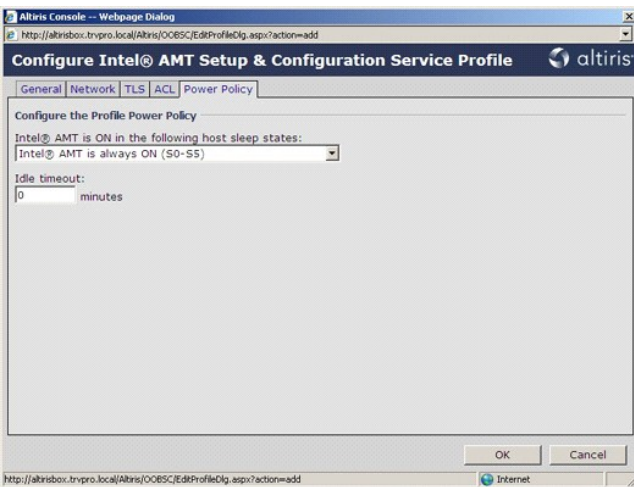 Altiris Console -- Webpage Dialog
http://altirisbox.trvpro.local/Altiris/OOBSC/EditProfileDlg.aspx?action=add
Configure Intel® AMT Setup & Configuration Service Profile
altiris
General Network TLS ACL Power Policy
Configure the Profile Power Policy
Intel® AMT is ON in the following host sleep states:
Intel® AMT is always ON (S0-S5)
Idle timeout:
0 minutes
OK Cancel
http://altirisbox.trvpro.local/Altiris/OOBSC/EditProfileDlg.aspx?action=add Internet